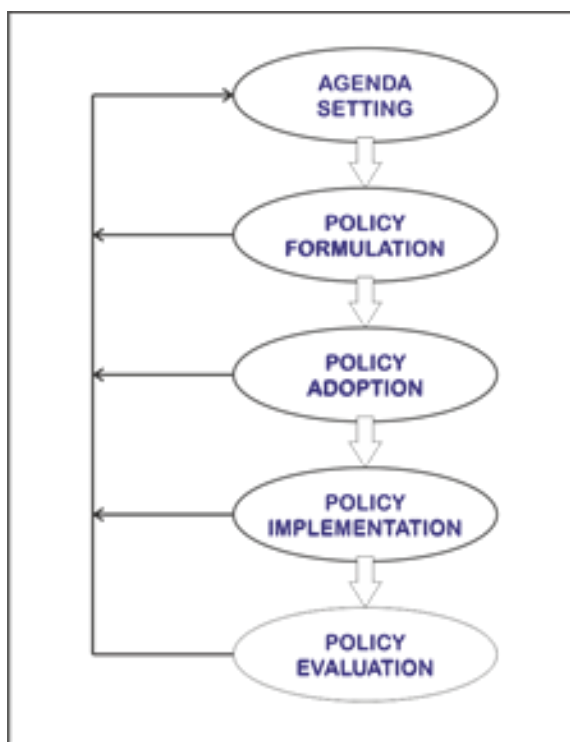 AGENDA
SETTING
POLICY
FORMULATION
POLICY
ADOPTION
POLICY
IMPLEMENTATION
POLICY
EVALUATION